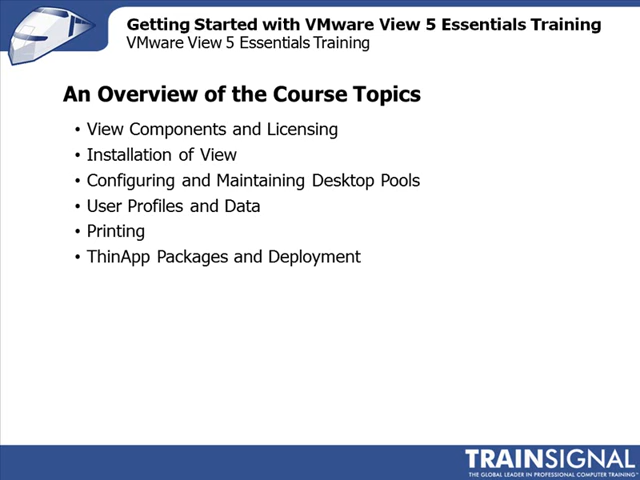 Getting Started with VMware View 5 Essentials Training
VMware View 5 Essentials Training
An Overview of the Course Topics
• View Components and Licensing
• Installation of View
• Configuring and Maintaining Desktop Pools
• User Profiles and Data
• Printing
• ThinApp Packages and Deployment
TRAINSIGNAL
THE GLOBAL LEADER IN PROFESSIONAL COMPUTER TRAINING™